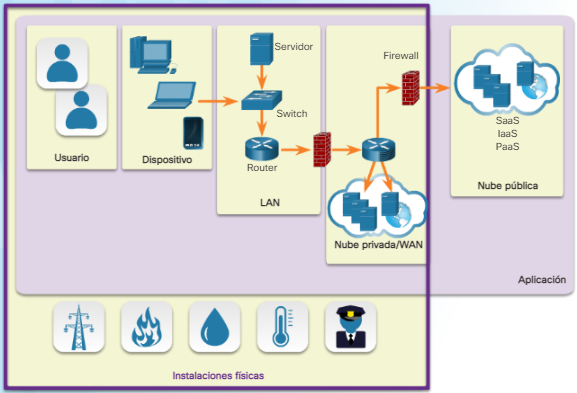 Servidor
Firewall
Switch
SaaS
IaaS
PaaS
Usuario
Dispositivo
Router
Nube pública
LAN
Nube privada/WAN
Aplicación
Instalaciones físicas